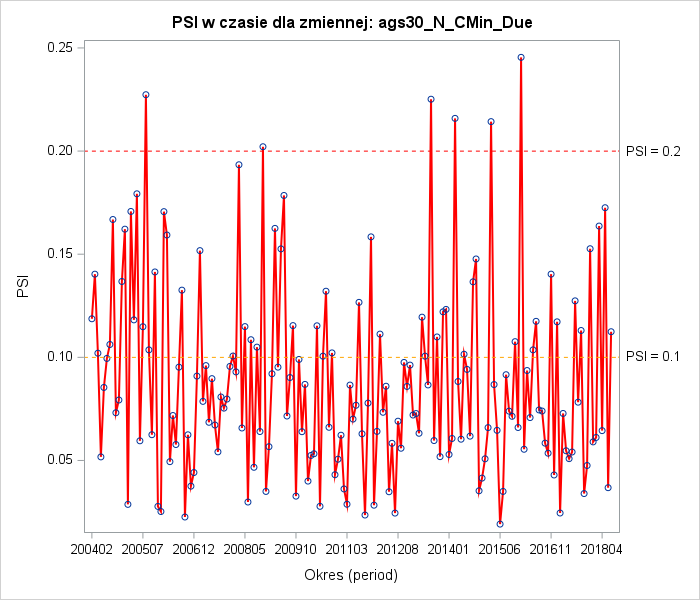 PSI w czasie dla zmiennej: ags30_N_CMin_Due
0.25
0.20
0.15
0.10
0.05
PSI
PSI = 0.2
PSI = 0.1
200402 200507 200612 200805 200910 201103 201208 201401 201506 201611 201804
Okres (period)